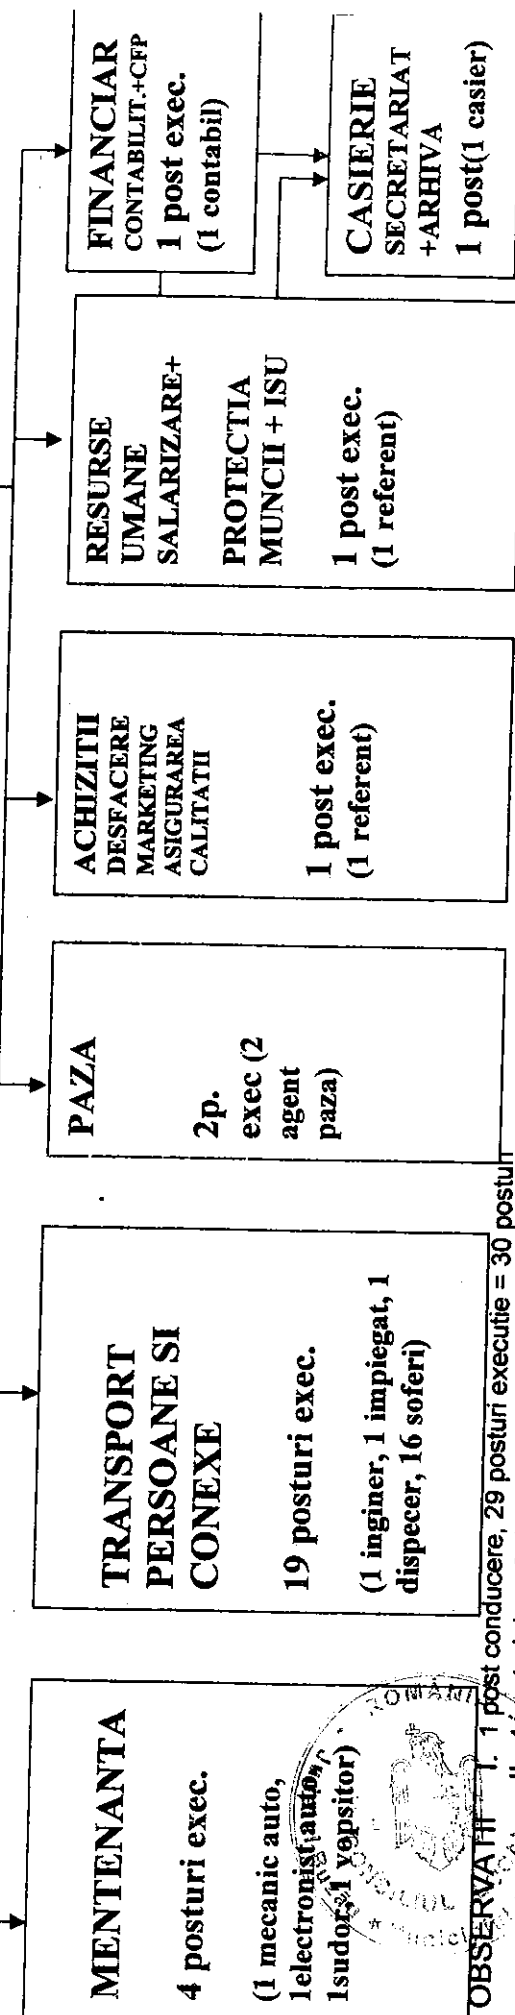 MENTENANTA
4 posturi exec.
(1 mecanic auto,
1electronist auto,
1sudor, 1 vopsitor)
TRANSPORT
PERSOANE SI
CONEXE
19 posturi exec.
(1 inginer, 1 impiegat, 1
dispecer, 16 soferi)
PAZA
2p.
exec (2
agent
paza)
ACHIZITII
DESFACERE
MARKETING
ASIGURAREA
CALITATII
1 post exec.
(1 referent)
RESURSE
UMANE
SALARIZARE+
PROTECTIA
MUNCII + ISU
1 post exec.
(1 referent)
FINANCIAR
CONTABILIT.+CFP
1 post exec.
(1 contabil)
CASIERIE
SECRETARIAT
+ARHIVA
1 post(1 casier)
OBSERVATII 1. 1 post conducere, 29 posturi executie = 30 posturi